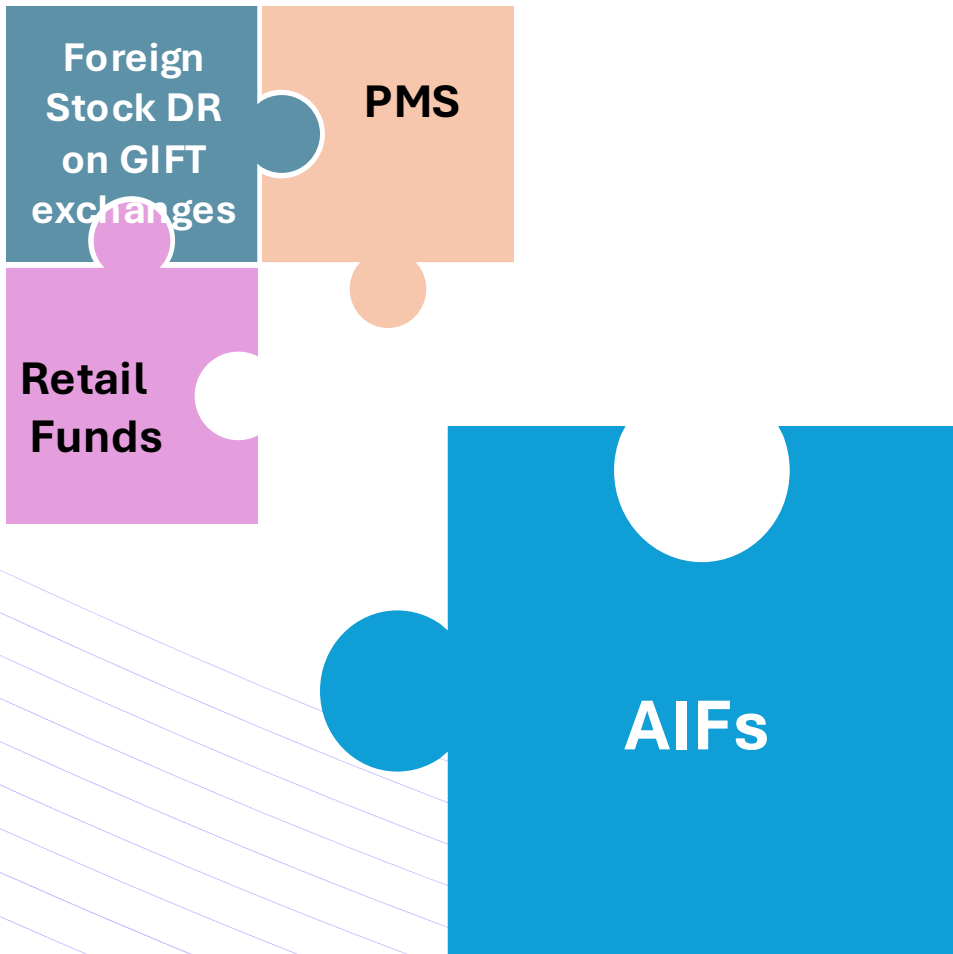 Foreign
Stock DR
on GIFT
exchanges
PMS
Retail
Funds
AIFs